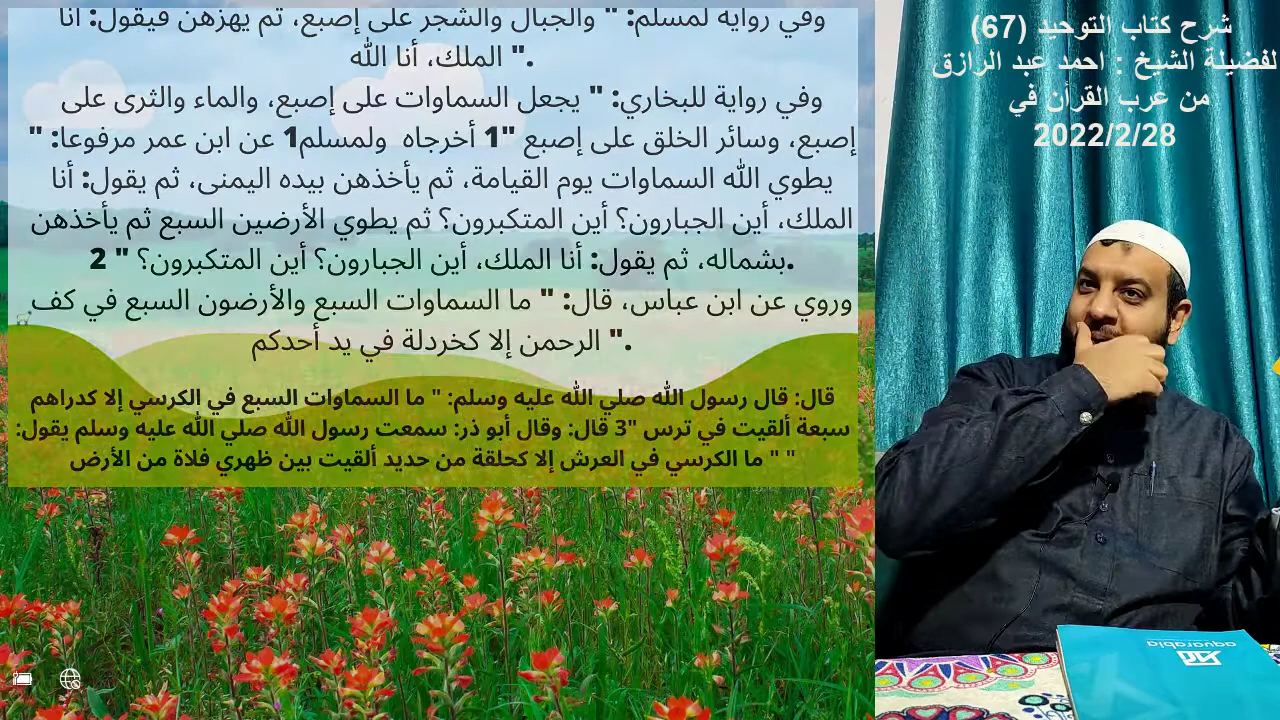 شرح كتاب التوحيد (67)
لفضيلة الشيخ : احمد عبد الرازق
من عرب القرآن في
2022/2/28
وفي رواية لمسلم: " والجبال والشجر على إصبع، ثم يهزهن فيقول: أنا
الملك، أنا الله ".
وفي رواية للبخاري: " يجعل السماوات على إصبع، والماء والثرى على
إصبع، وسائر الخلق على إصبع "1 أخرجاه ولمسلم1 عن ابن عمر مرفوعا: "
يطوي الله السماوات يوم القيامة، ثم يأخذهن بيده اليمنى، ثم يقول: أنا
الملك، أين الجبارون؟ أين المتكبرون؟ ثم يطوي الأرضين السبع ثم يأخذهن
بشماله، ثم يقول: أنا الملك، أين الجبارون؟ أين المتكبرون؟ " 2.
وروي عن ابن عباس، قال: " ما السماوات السبع والأرضون السبع في كف
الرحمن إلا كخردلة في يد أحدكم ".
قال: قال رسول الله صلي الله عليه وسلم: " ما السماوات السبع في الكرسي إلا كدراهم
سبعة ألقيت في ترس "3 قال: وقال أبو ذر: سمعت رسول الله صلي الله عليه وسلم يقول:
" ما الكرسي في العرش إلا كحلقة من حديد ألقيت بين ظهري فلاة من الأرض " "
aquarabia